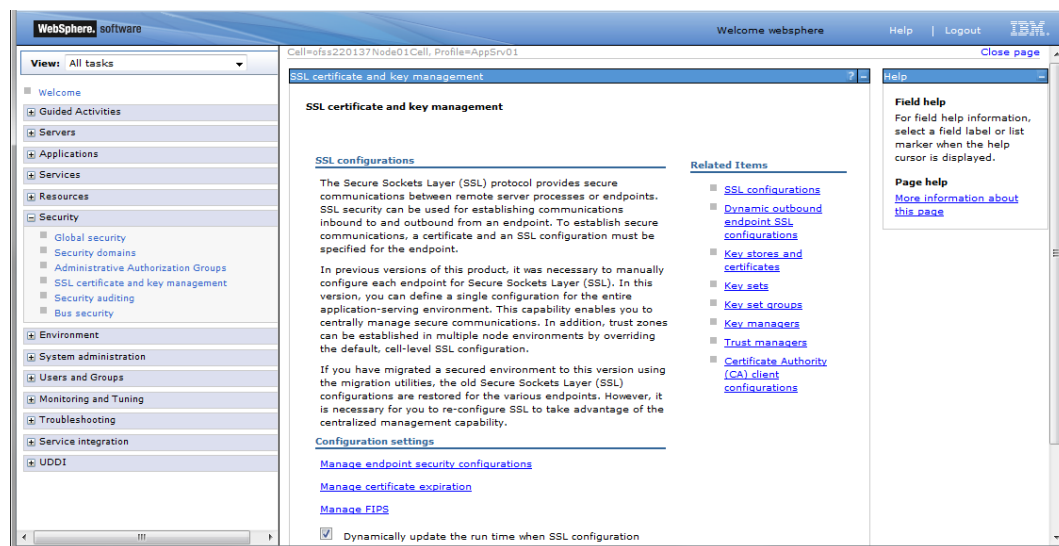 WebSphere. software
Welcome websphere
Help | Logout
IBM.
View: All tasks
Welcome
Guided Activities
Servers
Applications
Services
Resources
Security
Global security
Security domains
Administrative Authorization Groups
SSL certificate and key management
Security auditing
Bus security
Environment
System administration
Users and Groups
Monitoring and Tuning
Troubleshooting
Service integration
UDDI
Cell=ofss220137Node01Cell, Profile=AppSrv01
Close page
SSL certificate and key management
? –
SSL certificate and key management
SSL configurations
The Secure Sockets Layer (SSL) protocol provides secure
communications between remote server processes or endpoints.
SSL security can be used for establishing communications
inbound to and outbound from an endpoint. To establish secure
communications, a certificate and an SSL configuration must be
specified for the endpoint.
In previous versions of this product, it was necessary to manually
configure each endpoint for Secure Sockets Layer (SSL). In this
version, you can define a single configuration for the entire
application-serving environment. This capability enables you to
centrally manage secure communications. In addition, trust zones
can be established in multiple node environments by overriding
the default, cell-level SSL configuration.
If you have migrated a secured environment to this version using
the migration utilities, the old Secure Sockets Layer (SSL)
configurations are restored for the various endpoints. However, it
is necessary for you to re-configure SSL to take advantage of the
centralized management capability.
Configuration settings
Manage endpoint security configurations
Manage certificate expiration
Manage FIPS
Dynamically update the run time when SSL configuration
Related Items
SSL configurations
Dynamic outbound
endpoint SSL
configurations
Key stores and
certificates
Key sets
Key set groups
Key managers
Trust managers
Certificate Authority
(CA) client
configurations
Help
Field help
For field help information,
select a field label or list
marker when the help
cursor is displayed.
Page help
More information about
this page